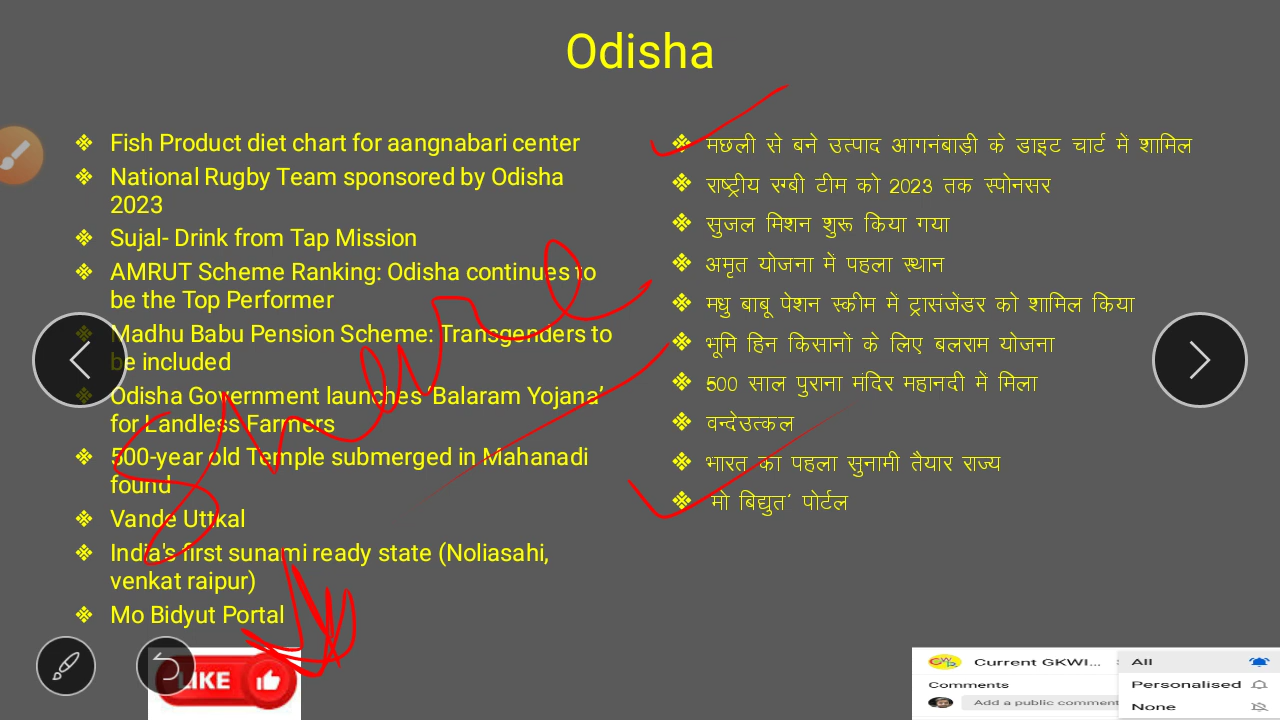 Odisha
❖ Fish Product diet chart for aangnabari center
❖ National Rugby Team sponsored by Odisha
2023
❖ Sujal- Drink from Tap Mission
❖ AMRUT Scheme Ranking: Odisha continues to
be the Top Performer
Madhu Babu Pension Scheme: Transgenders to
be included
Odisha Government launches ‘Balaram Yojana’
for Landless Farmers
❖ 500-year old Temple submerged in Mahanadi
found
❖ Vande Uttkal
❖ India's first sunami ready state (Noliasahi,
venkat raipur)
❖ Mo Bidyut Portal
❖ मछली से बने उत्पाद आगनंबाड़ी के डाइट चार्ट में शामिल
❖ राष्ट्रीय रग्बी टीम को 2023 तक स्पोनसर
❖ सुजल मिशन शुरू किया गया
❖ अमृत योजना में पहला स्थान
❖ मधु बाबू पेशन स्कीम में ट्रासंजेंडर को शामिल किया
❖ भूमि हिन किसानों के लिए बलराम योजना
❖ 500 साल पुराना मंदिर महानदी में मिला
❖ वन्देउत्कल
❖ भारत का पहला सुनामी तैयार राज्य
❖ 'मो बिद्युत' पोर्टल
Share
LIKE
Current GKWI...
Comments
Add a public comment
All
Personalised
None